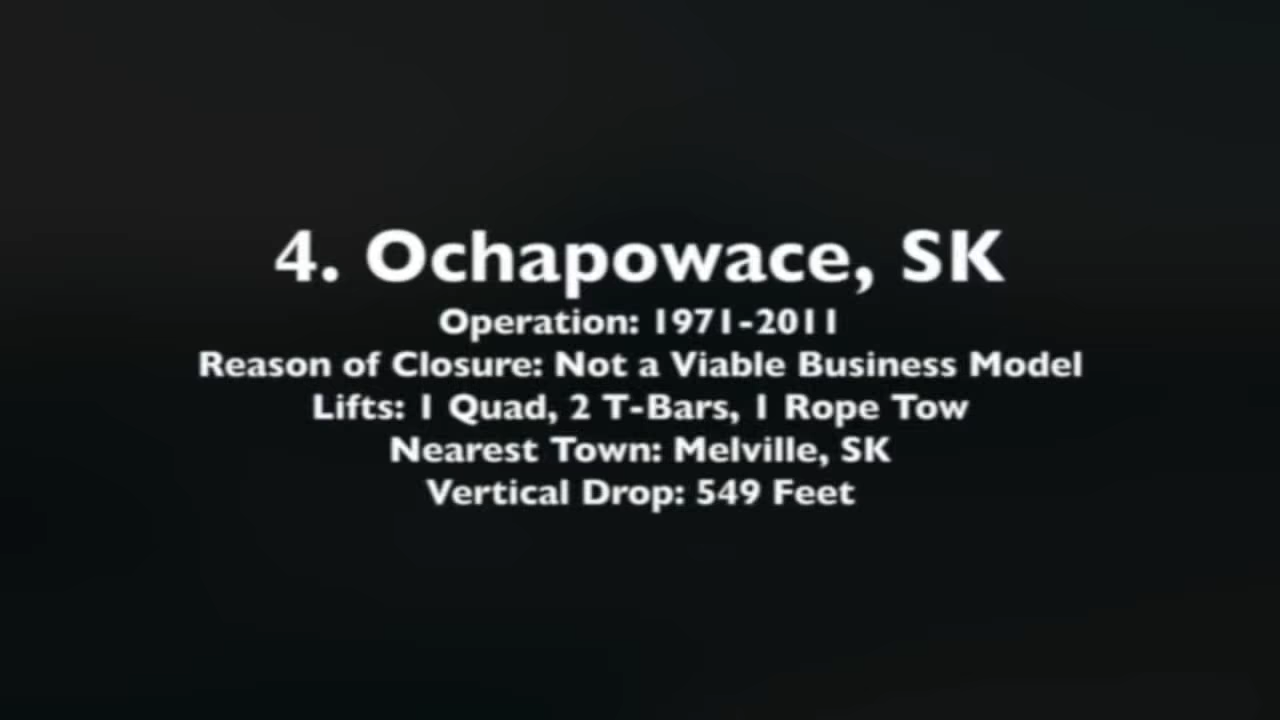 4. Ochapowace, SK
Operation: 1971-2011
Reason of Closure: Not a Viable Business Model
Lifts: 1 Quad, 2 T-Bars, 1 Rope Tow
Nearest Town: Melville, SK
Vertical Drop: 549 Feet